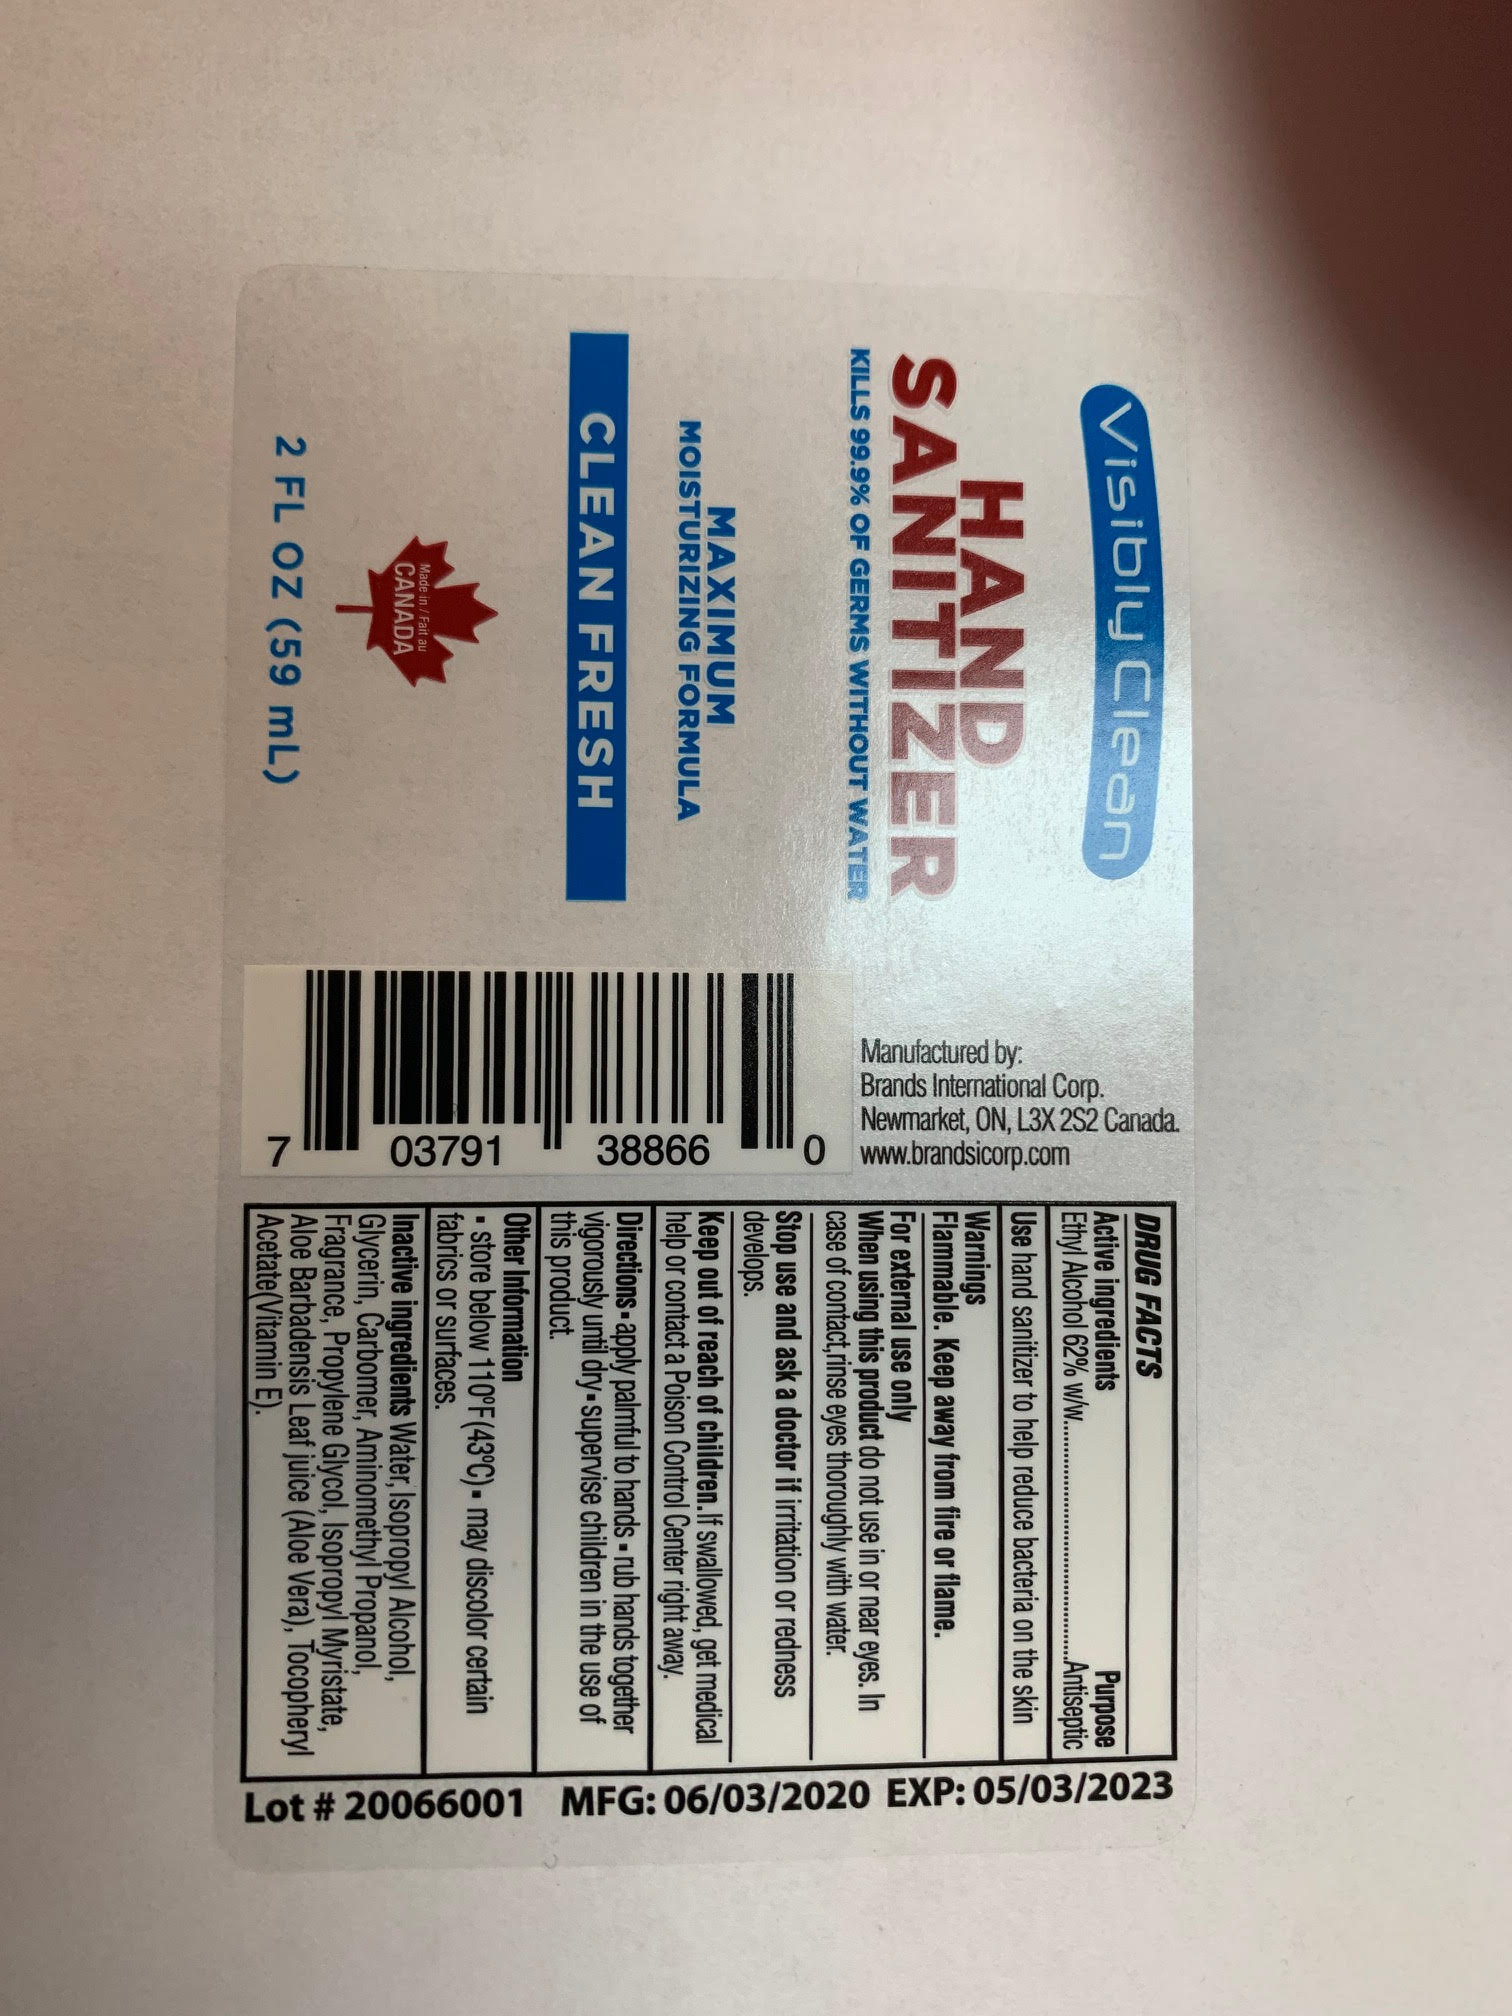 Visibly Clean
HAND
SANITIZER
KILLS 99.9% OF GERMS WITHOUT WATER
MAXIMUM
MOISTURIZING FORMULA
CLEAN FRESH
Made in / Fait au
CANADA
2 FL OZ (59 mL)
Manufactured by:
Brands International Corp.
Newmarket, ON, L3X 2S2 Canada.
www.brandsicorp.com
7 03791 38866 0
DRUG FACTS
Active ingredients Purpose
Ethyl Alcohol 62% w/w..........................................Antiseptic
Use hand sanitizer to help reduce bacteria on the skin
Warnings
Flammable. Keep away from fire or flame.
For external use only
When using this product do not use in or near eyes. In
case of contact,rinse eyes thoroughly with water.
Stop use and ask a doctor if irritation or redness
develops.
Keep out of reach of children.If swallowed, get medical
help or contact a Poison Control Center right away.
Directions ▪ apply palmful to hands ▪ rub hands together
vigorously until dry ▪ supervise children in the use of
this product.
Other Information
▪ store below 110°F(43°C) ▪ may discolor certain
fabrics or surfaces.
Inactive ingredients Water, Isopropyl Alcohol,
Glycerin, Carbomer, Aminomethyl Propanol,
Fragrance, Propylene Glycol, Isopropyl Myristate,
Aloe Barbadensis Leaf juice (Aloe Vera), Tocopheryl
Acetate(Vitamin E).
Lot # 20066001 MFG: 06/03/2020 EXP: 05/03/2023